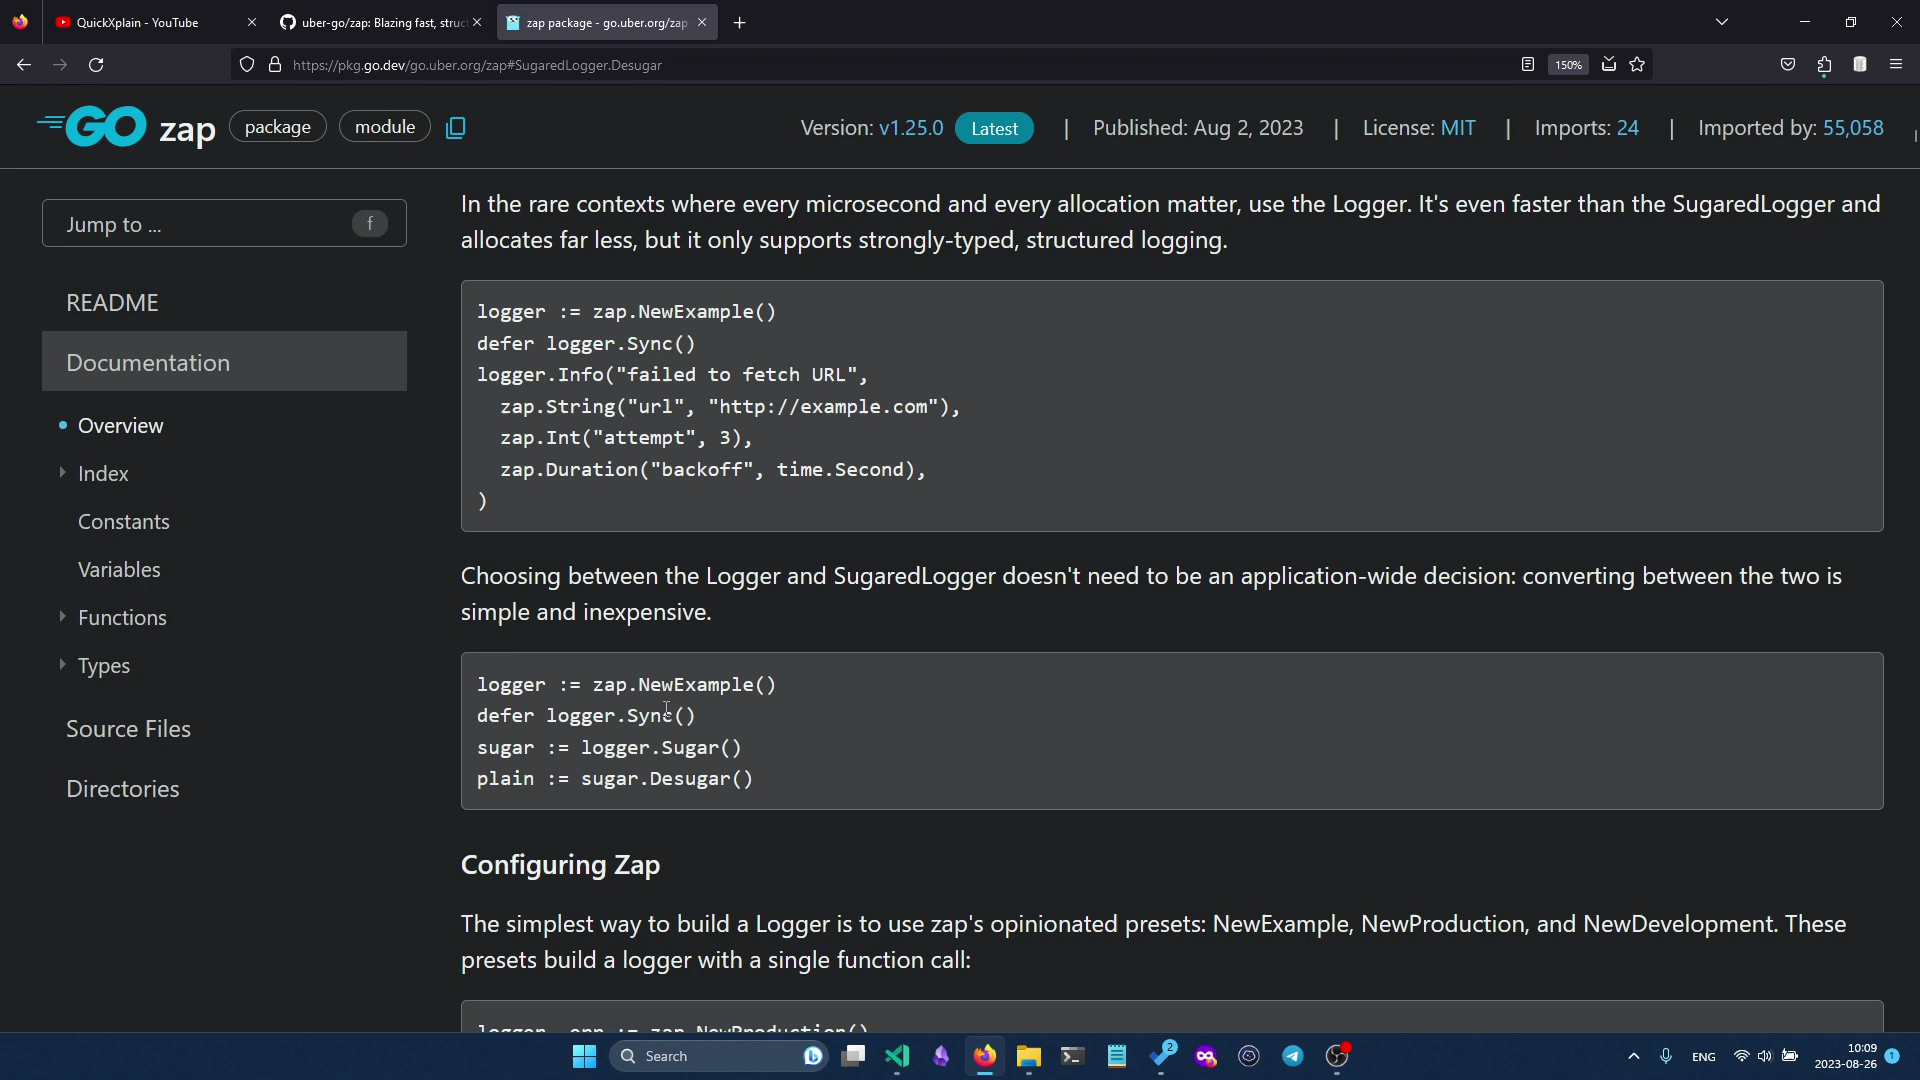 QuickXplain - YouTube
uber-go/zap: Blazing fast, struc
zap package - go.uber.org/zap
https://pkg.go.dev/go.uber.org/zap#SugaredLogger.Desugar
150%
GO zap
package
module
Version: v1.25.0
Latest
| Published: Aug 2, 2023
| License: MIT
| Imports: 24
| Imported by: 55,058
Jump to ...
f
README
Documentation
Overview
Index
Constants
Variables
Functions
Types
Source Files
Directories
In the rare contexts where every microsecond and every allocation matter, use the Logger. It's even faster than the SugaredLogger and
allocates far less, but it only supports strongly-typed, structured logging.
logger := zap.NewExample()
defer logger.Sync()
logger.Info("failed to fetch URL",
  zap.String("url", "http://example.com"),
  zap.Int("attempt", 3),
  zap.Duration("backoff", time.Second),
)
Choosing between the Logger and SugaredLogger doesn't need to be an application-wide decision: converting between the two is
simple and inexpensive.
logger := zap.NewExample()
defer logger.Sync()
sugar := logger.Sugar()
plain := sugar.Desugar()
Configuring Zap
The simplest way to build a Logger is to use zap's opinionated presets: NewExample, NewProduction, and NewDevelopment. These
presets build a logger with a single function call:
logger, err := zap.NewProduction()
Search
2
ENG
10:09
2023-08-26
1